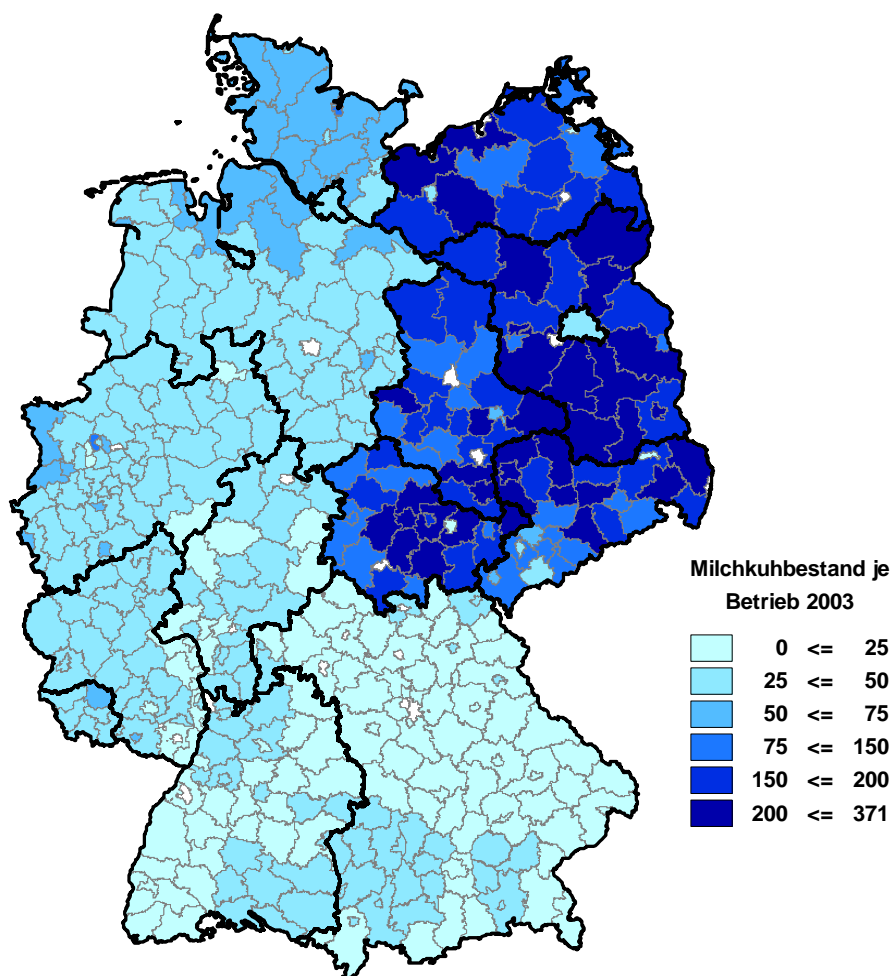 Milchkuhbestand je
Betrieb 2003
0 <= 25
25 <= 50
50 <= 75
75 <= 150
150 <= 200
200 <= 371